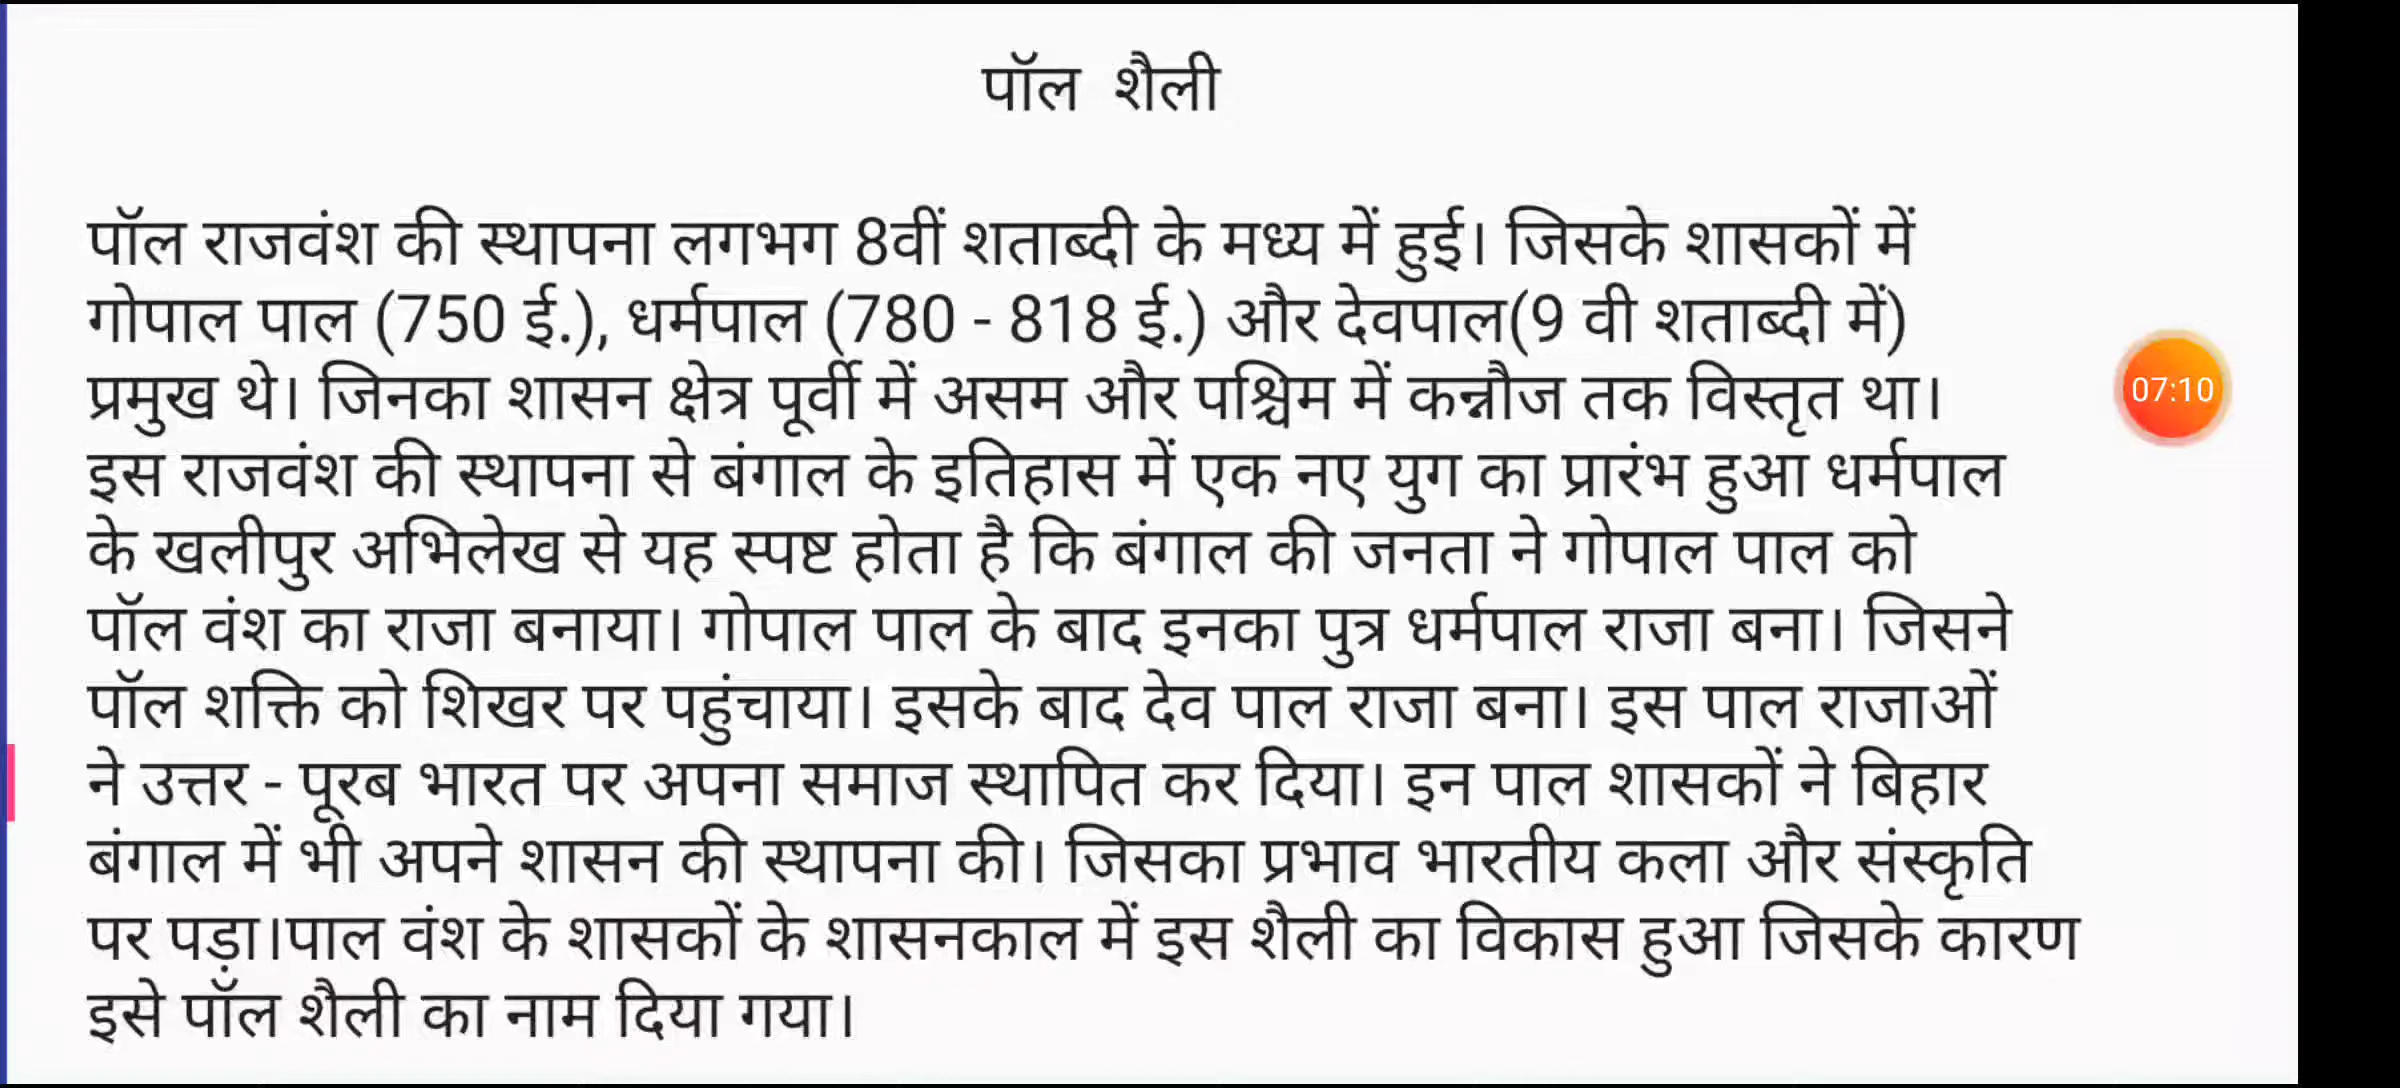 पॉल शैली
पॉल राजवंश की स्थापना लगभग 8वीं शताब्दी के मध्य में हुई। जिसके शासकों में
गोपाल पाल (750 ई.), धर्मपाल (780 - 818 ई.) और देवपाल(9 वी शताब्दी में)
प्रमुख थे। जिनका शासन क्षेत्र पूर्वी में असम और पश्चिम में कन्नौज तक विस्तृत था।
07:10
इस राजवंश की स्थापना से बंगाल के इतिहास में एक नए युग का प्रारंभ हुआ धर्मपाल
के खलीपुर अभिलेख से यह स्पष्ट होता है कि बंगाल की जनता ने गोपाल पाल को
पॉल वंश का राजा बनाया। गोपाल पाल के बाद इनका पुत्र धर्मपाल राजा बना। जिसने
पॉल शक्ति को शिखर पर पहुंचाया। इसके बाद देव पाल राजा बना। इस पाल राजाओं
ने उत्तर - पूरब भारत पर अपना समाज स्थापित कर दिया। इन पाल शासकों ने बिहार
बंगाल में भी अपने शासन की स्थापना की। जिसका प्रभाव भारतीय कला और संस्कृति
पर पड़ा।पाल वंश के शासकों के शासनकाल में इस शैली का विकास हुआ जिसके कारण
इसे पॉल शैली का नाम दिया गया।